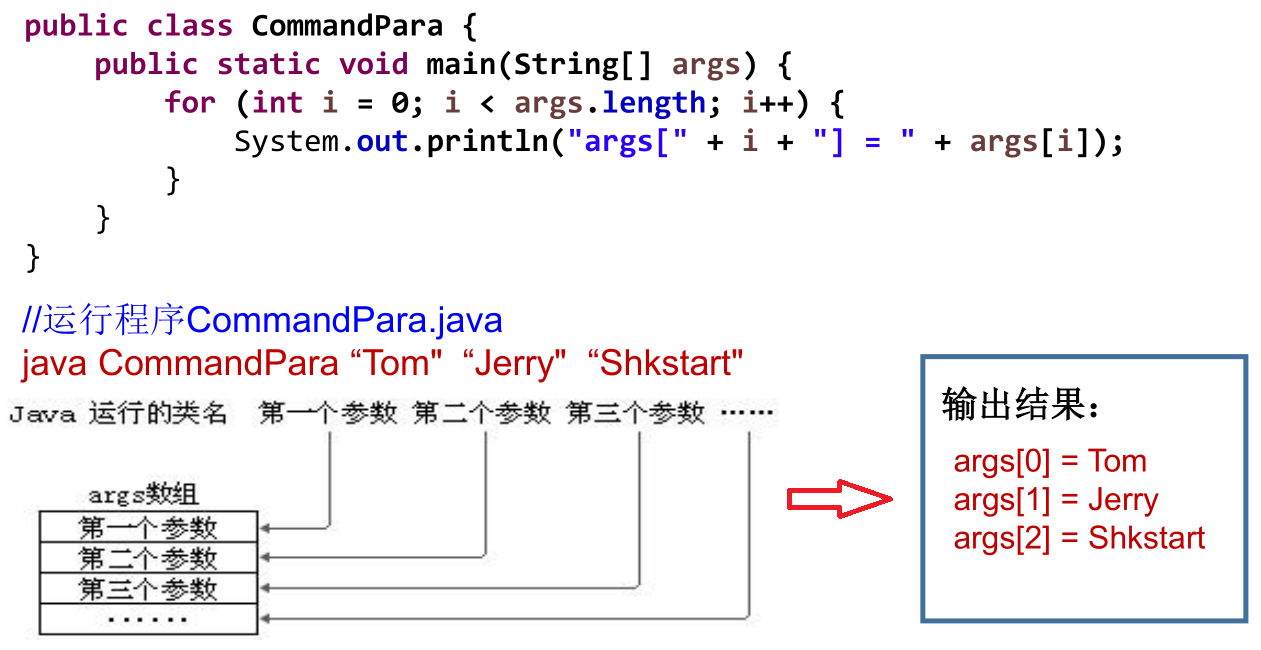 public class CommandPara {
public static void main(String[] args) {
for (int i = 0; i < args.length; i++) {
System.out.println("args[" + i + "] = " + args[i]);
}
}
}
//运行程序CommandPara.java
java CommandPara “Tom" “Jerry" “Shkstart"
Java 运行的类名 第一个参数 第二个参数 第三个参数 ······
args数组
第一个参数
第二个参数
第三个参数
······
输出结果：
args[0] = Tom
args[1] = Jerry
args[2] = Shkstart